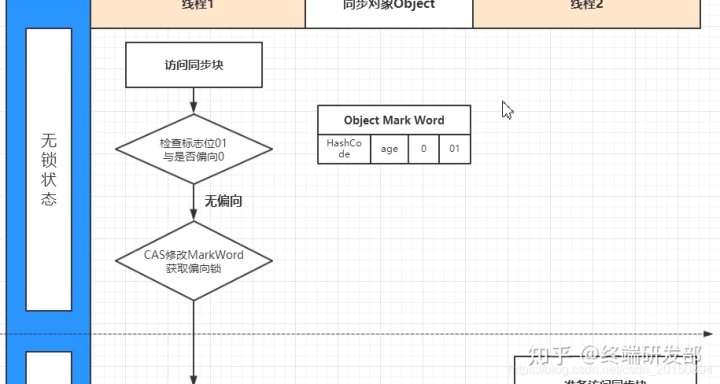 线程1
同步对象Object
线程2
无锁状态
访问同步块
检查标志位01
与是否偏向0
Object Mark Word
HashCo
de
age
0
01
无偏向
CAS修改MarkWord
获取偏向锁
知乎 @终端研发部
准备访问同步块